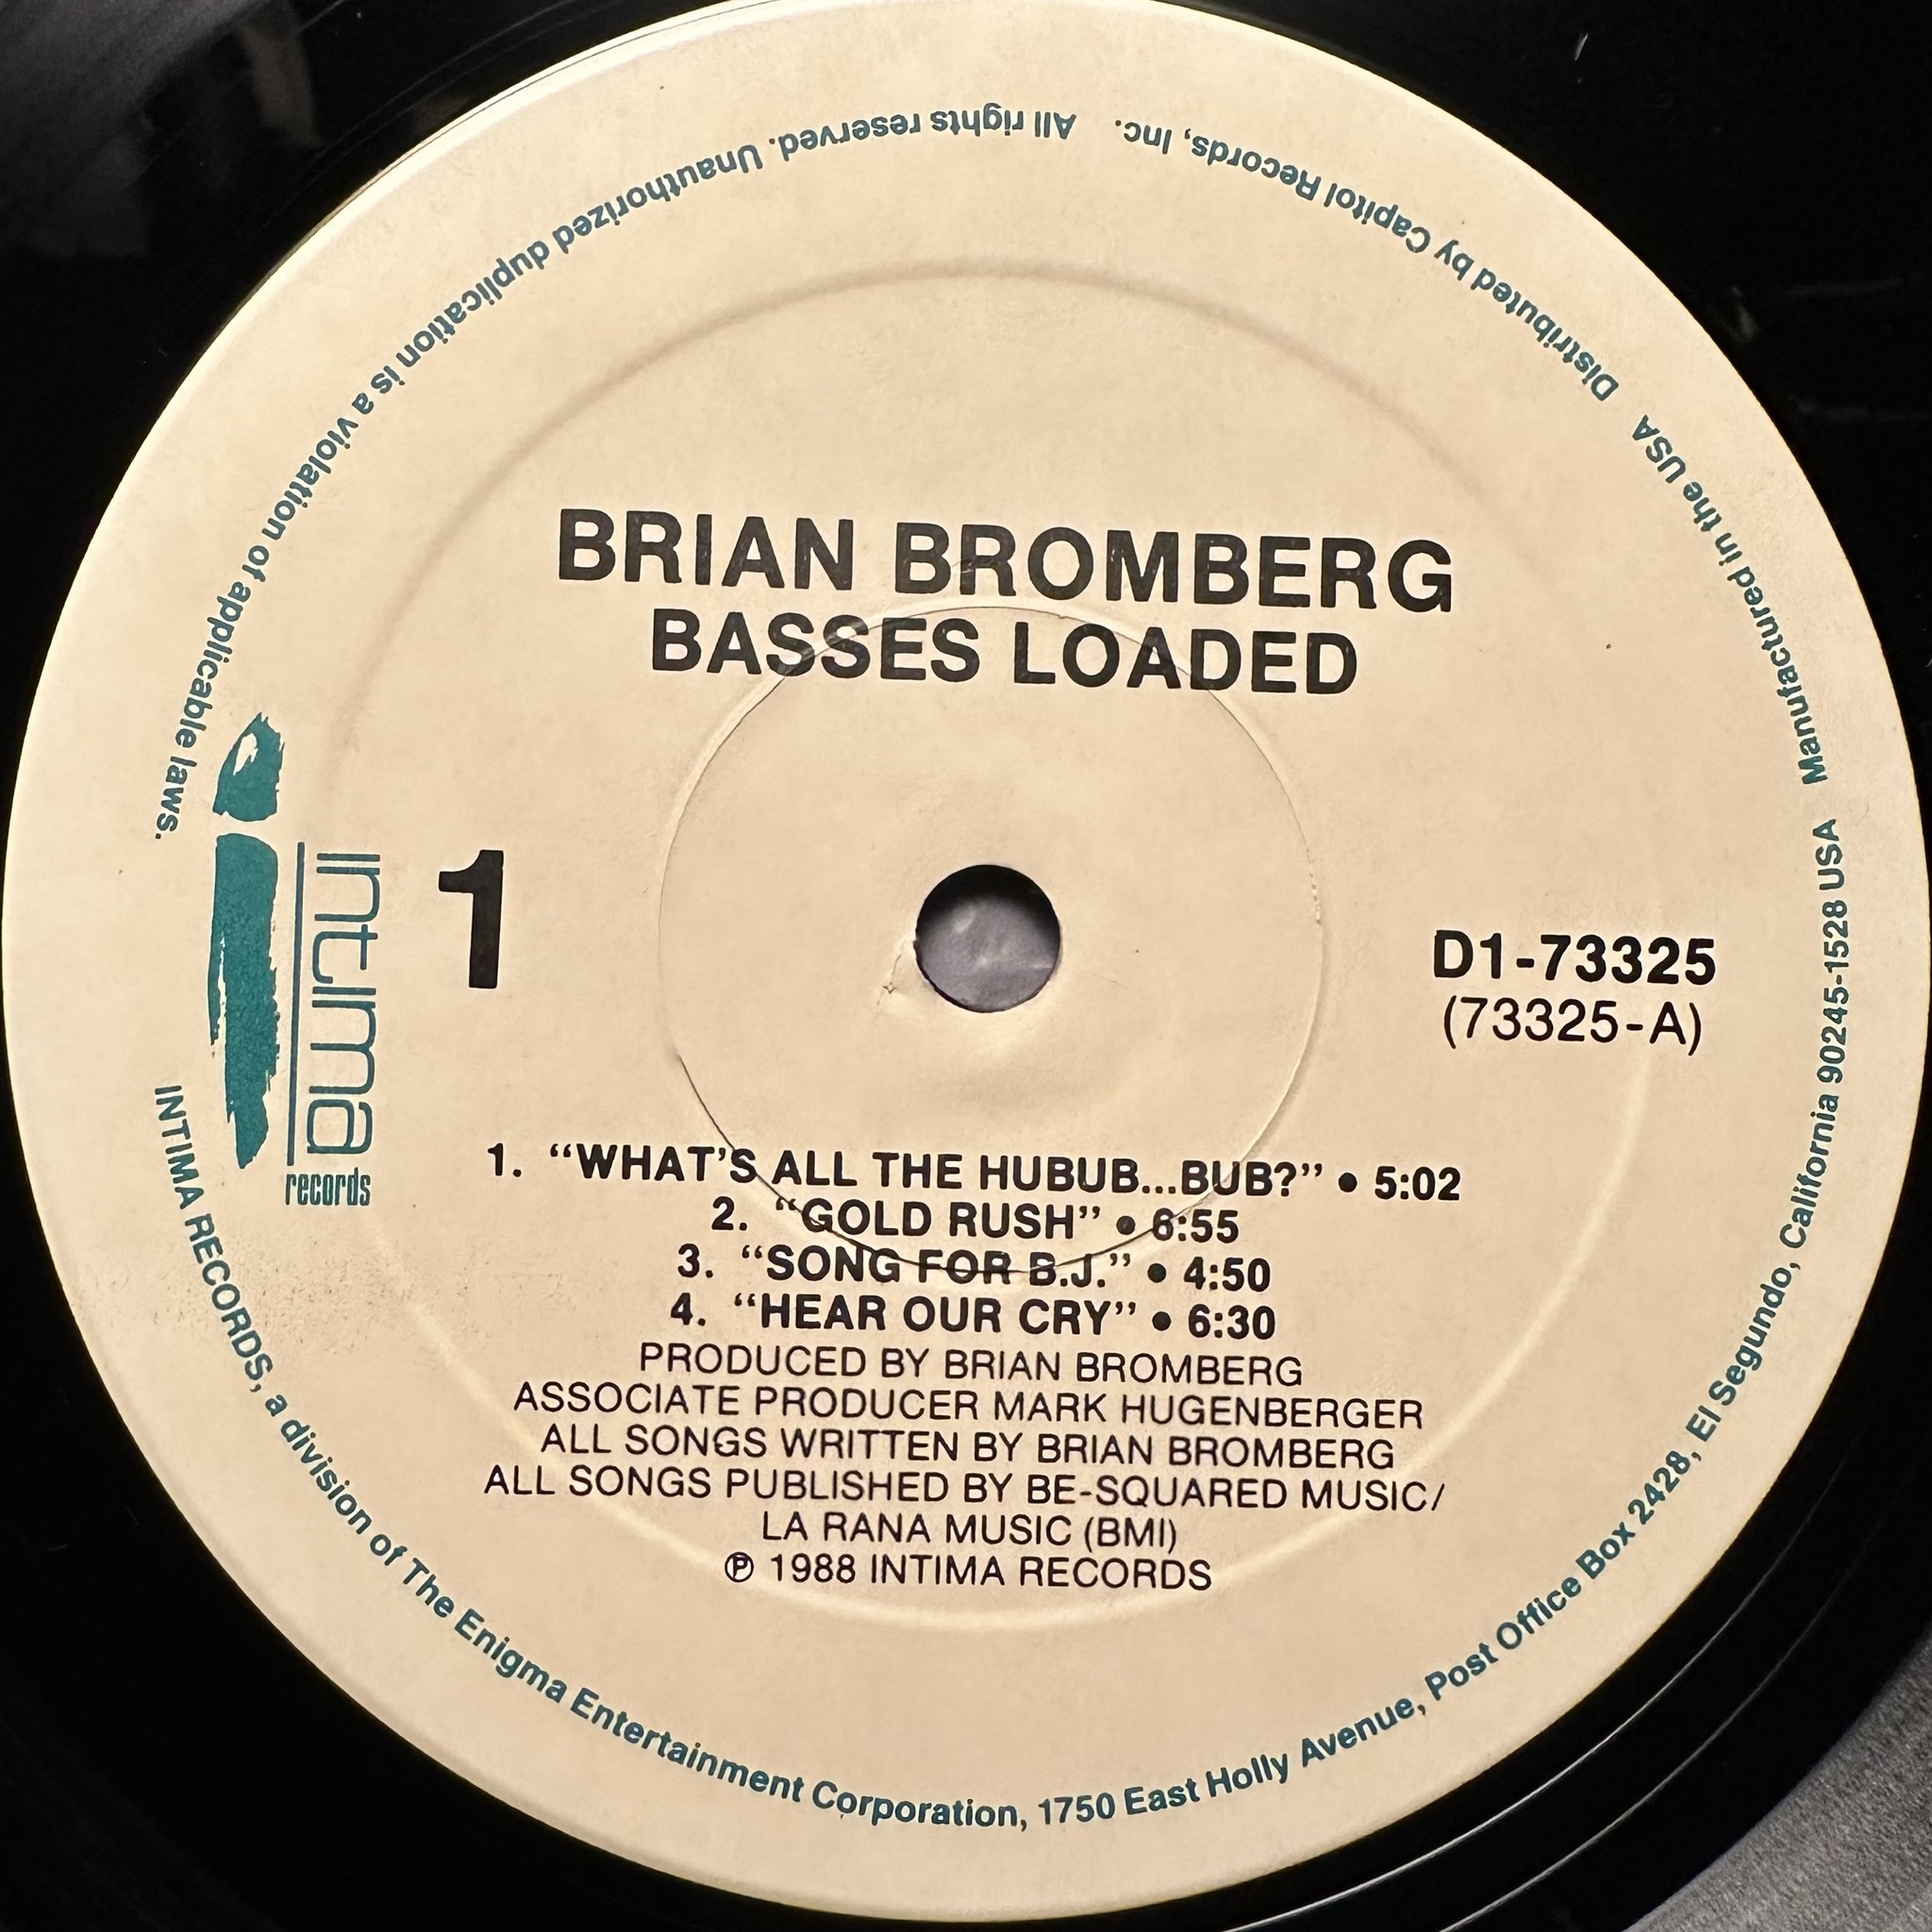 BRIAN BROMBERG
BASSES LOADED
intima
records
1
D1-73325
(73325-A)
1. “WHAT’S ALL THE HUBUB...BUB?” • 5:02
2. “GOLD RUSH” • 6:55
3. “SONG FOR B.J.” • 4:50
4. “HEAR OUR CRY” • 6:30
PRODUCED BY BRIAN BROMBERG
ASSOCIATE PRODUCER MARK HUGENBERGER
ALL SONGS WRITTEN BY BRIAN BROMBERG
ALL SONGS PUBLISHED BY BE-SQUARED MUSIC/
LA RANA MUSIC (BMI)
℗ 1988 INTIMA RECORDS
INTIMA RECORDS, a division of The Enigma Entertainment Corporation, 1750 East Holly Avenue, Post Office Box 2428, El Segundo, California 90245-1528 USA Manufactured in the USA Distributed by Capitol Records, Inc. All rights reserved. Unauthorized duplication is a violation of applicable laws.